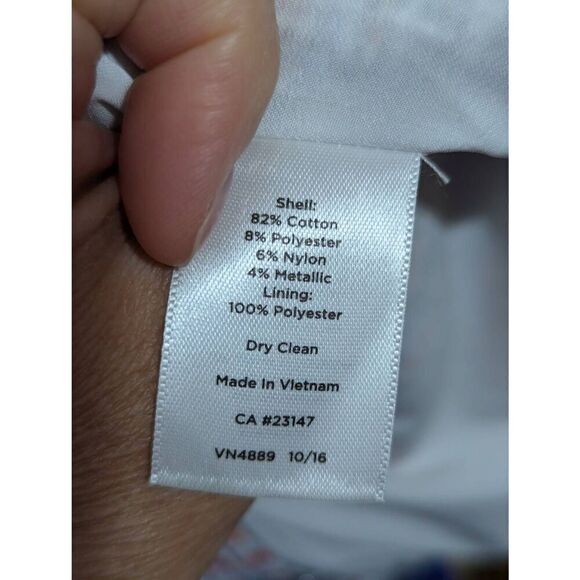 Shell:
82% Cotton
8% Polyester
6% Nylon
4% Metallic
Lining:
100% Polyester
Dry Clean
Made In Vietnam
CA #23147
VN4889 10/16